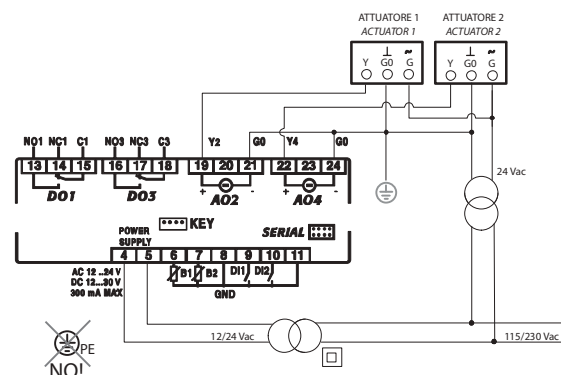 ATTUATORE 1
ACTUATOR 1
ATTUATORE 2
ACTUATOR 2
Y G0 G
Y G0 G
NO1 NC1 C1 NO3 NC3 C3 Y2 G0 Y4 G0
13 14 15 16 17 18 19 20 21 22 23 24
+ - + -
DO1 DO3 AO2 AO4
24 Vac
KEY
SERIAL
POWER
SUPPLY
4 5 6 7 8 9 10 11
AC 12 ..24 V
DC 12...30 V
300 mA MAX
B1 B2 DI1 DI2
GND
12/24 Vac
115/230 Vac
PE
NO!